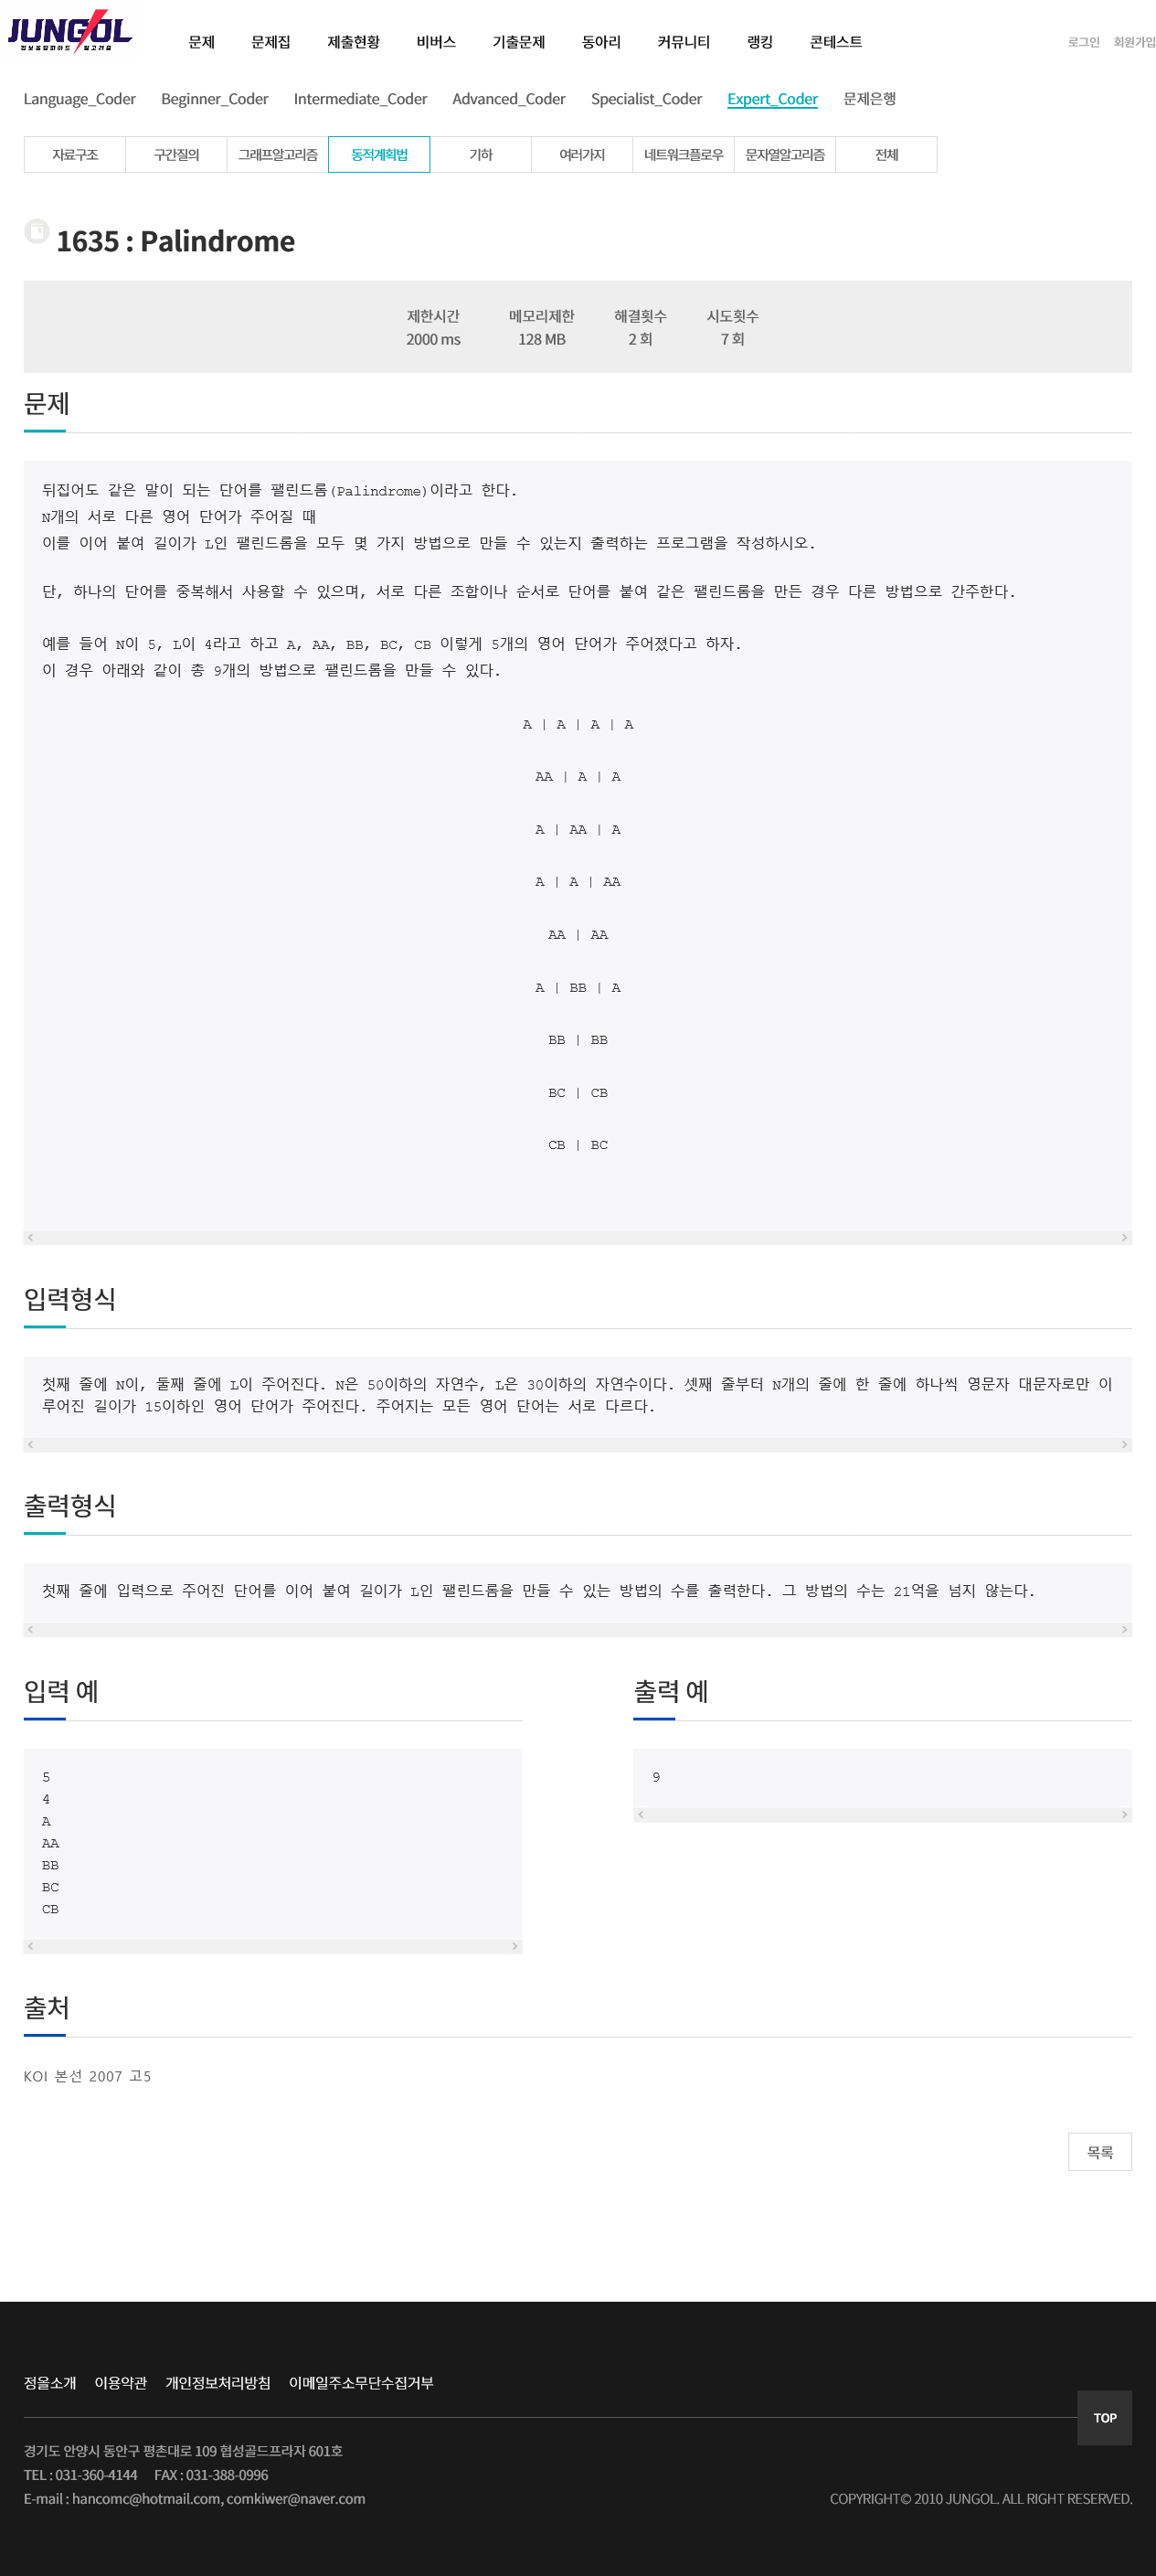 JUNGOL
정보올림피아드 & 알고리즘
문제 문제집 제출현황 비버스 기출문제 동아리 커뮤니티 랭킹 콘테스트 로그인 회원가입
Language_Coder Beginner_Coder Intermediate_Coder Advanced_Coder Specialist_Coder Expert_Coder 문제은행
자료구조 구간질의 그래프알고리즘 동적계획법 기하 여러가지 네트워크플로우 문자열알고리즘 전체
1635 : Palindrome
제한시간 메모리제한 해결횟수 시도횟수
2000 ms 128 MB 2 회 7 회
문제
뒤집어도 같은 말이 되는 단어를 팰린드롬(Palindrome)이라고 한다.
N개의 서로 다른 영어 단어가 주어질 때
이를 이어 붙여 길이가 L인 팰린드롬을 모두 몇 가지 방법으로 만들 수 있는지 출력하는 프로그램을 작성하시오.
단, 하나의 단어를 중복해서 사용할 수 있으며, 서로 다른 조합이나 순서로 단어를 붙여 같은 팰린드롬을 만든 경우 다른 방법으로 간주한다.
예를 들어 N이 5, L이 4라고 하고 A, AA, BB, BC, CB 이렇게 5개의 영어 단어가 주어졌다고 하자.
이 경우 아래와 같이 총 9개의 방법으로 팰린드롬을 만들 수 있다.
A | A | A | A
AA | A | A
A | AA | A
A | A | AA
AA | AA
A | BB | A
BB | BB
BC | CB
CB | BC
입력형식
첫째 줄에 N이, 둘째 줄에 L이 주어진다. N은 50이하의 자연수, L은 30이하의 자연수이다. 셋째 줄부터 N개의 줄에 한 줄에 하나씩 영문자 대문자로만 이
루어진 길이가 15이하인 영어 단어가 주어진다. 주어지는 모든 영어 단어는 서로 다르다.
출력형식
첫째 줄에 입력으로 주어진 단어를 이어 붙여 길이가 L인 팰린드롬을 만들 수 있는 방법의 수를 출력한다. 그 방법의 수는 21억을 넘지 않는다.
입력 예
5
4
A
AA
BB
BC
CB
출력 예
9
출처
KOI 본선 2007 고5
목록
정올소개 이용약관 개인정보처리방침 이메일주소무단수집거부
TOP
경기도 안양시 동안구 평촌대로 109 협성골드프라자 601호
TEL : 031-360-4144 FAX : 031-388-0996
E-mail : hancomc@hotmail.com, comkiwer@naver.com
COPYRIGHT© 2010 JUNGOL. ALL RIGHT RESERVED.